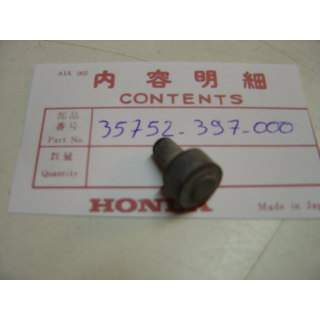 内容明細
CONTENTS
部品
番号 35752-397-000
Part No.
数量
Quantity
HONDA
Made in Jap